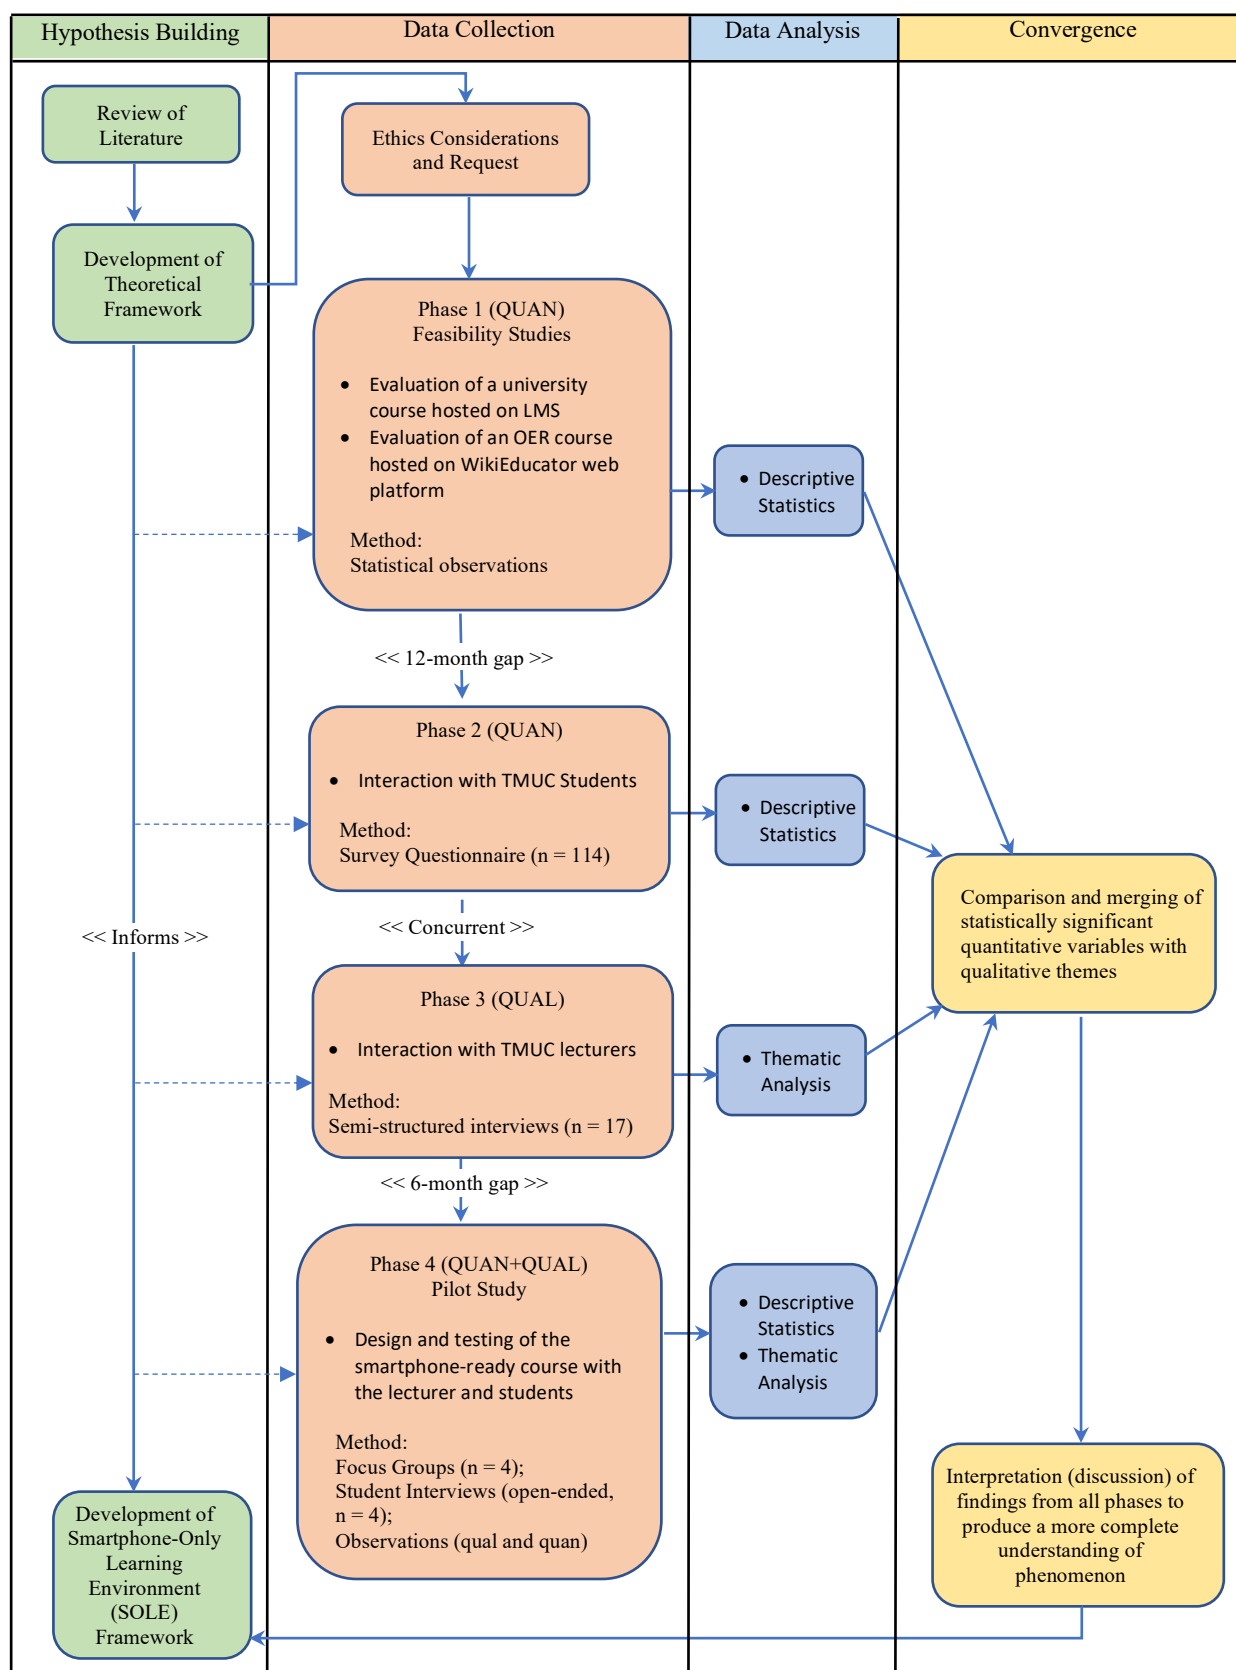 Hypothesis Building
Data Collection
Data Analysis
Convergence
Review of
Literature
Development of
Theoretical
Framework
<< Informs >>
Development of
Smartphone-Only
Learning
Environment
(SOLE)
Framework
Ethics Considerations
and Request
Phase 1 (QUAN)
Feasibility Studies
• Evaluation of a university
course hosted on LMS
• Evaluation of an OER course
hosted on WikiEducator web
platform
Method:
Statistical observations
<< 12-month gap >>
Phase 2 (QUAN)
• Interaction with TMUC Students
Method:
Survey Questionnaire (n = 114)
<< Concurrent >>
Phase 3 (QUAL)
• Interaction with TMUC lecturers
Method:
Semi-structured interviews (n = 17)
<< 6-month gap >>
Phase 4 (QUAN+QUAL)
Pilot Study
• Design and testing of the
smartphone-ready course with
the lecturer and students
Method:
Focus Groups (n = 4);
Student Interviews (open-ended,
n = 4);
Observations (qual and quan)
• Descriptive
Statistics
• Descriptive
Statistics
• Thematic
Analysis
• Descriptive
Statistics
• Thematic
Analysis
Comparison and merging of
statistically significant
quantitative variables with
qualitative themes
Interpretation (discussion) of
findings from all phases to
produce a more complete
understanding of
phenomenon